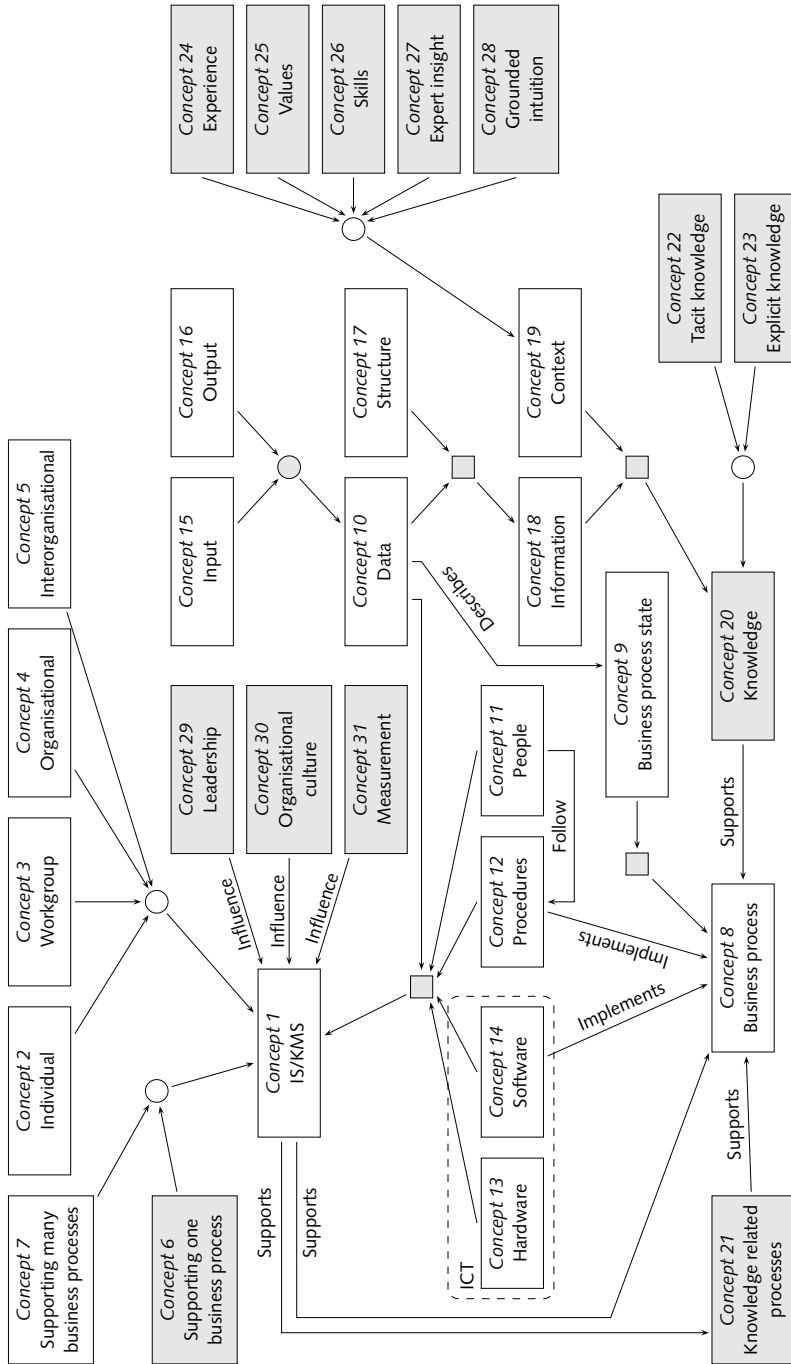 Concept 7
Supporting many
business processes
Concept 2
Individual
Concept 3
Workgroup
Concept 4
Organisational
Concept 5
Interorganisational
Concept 6
Supporting one
business process
Concept 1
IS/KMS
Influence
Influence
Influence
Concept 29
Leadership
Concept 30
Organisational
culture
Concept 31
Measurement
Concept 15
Input
Concept 16
Output
Concept 10
Data
Concept 17
Structure
Concept 24
Experience
Concept 25
Values
Concept 26
Skills
Concept 27
Expert insight
Concept 28
Grounded
intuition
Supports
Supports
ICT
Concept 13
Hardware
Concept 14
Software
Concept 12
Procedures
Concept 11
People
Follow
Describes
Concept 18
Information
Concept 19
Context
Implements
Implements
Concept 9
Business process state
Concept 21
Knowledge related
processes
Supports
Concept 8
Business process
Supports
Concept 20
Knowledge
Concept 22
Tacit knowledge
Concept 23
Explicit knowledge